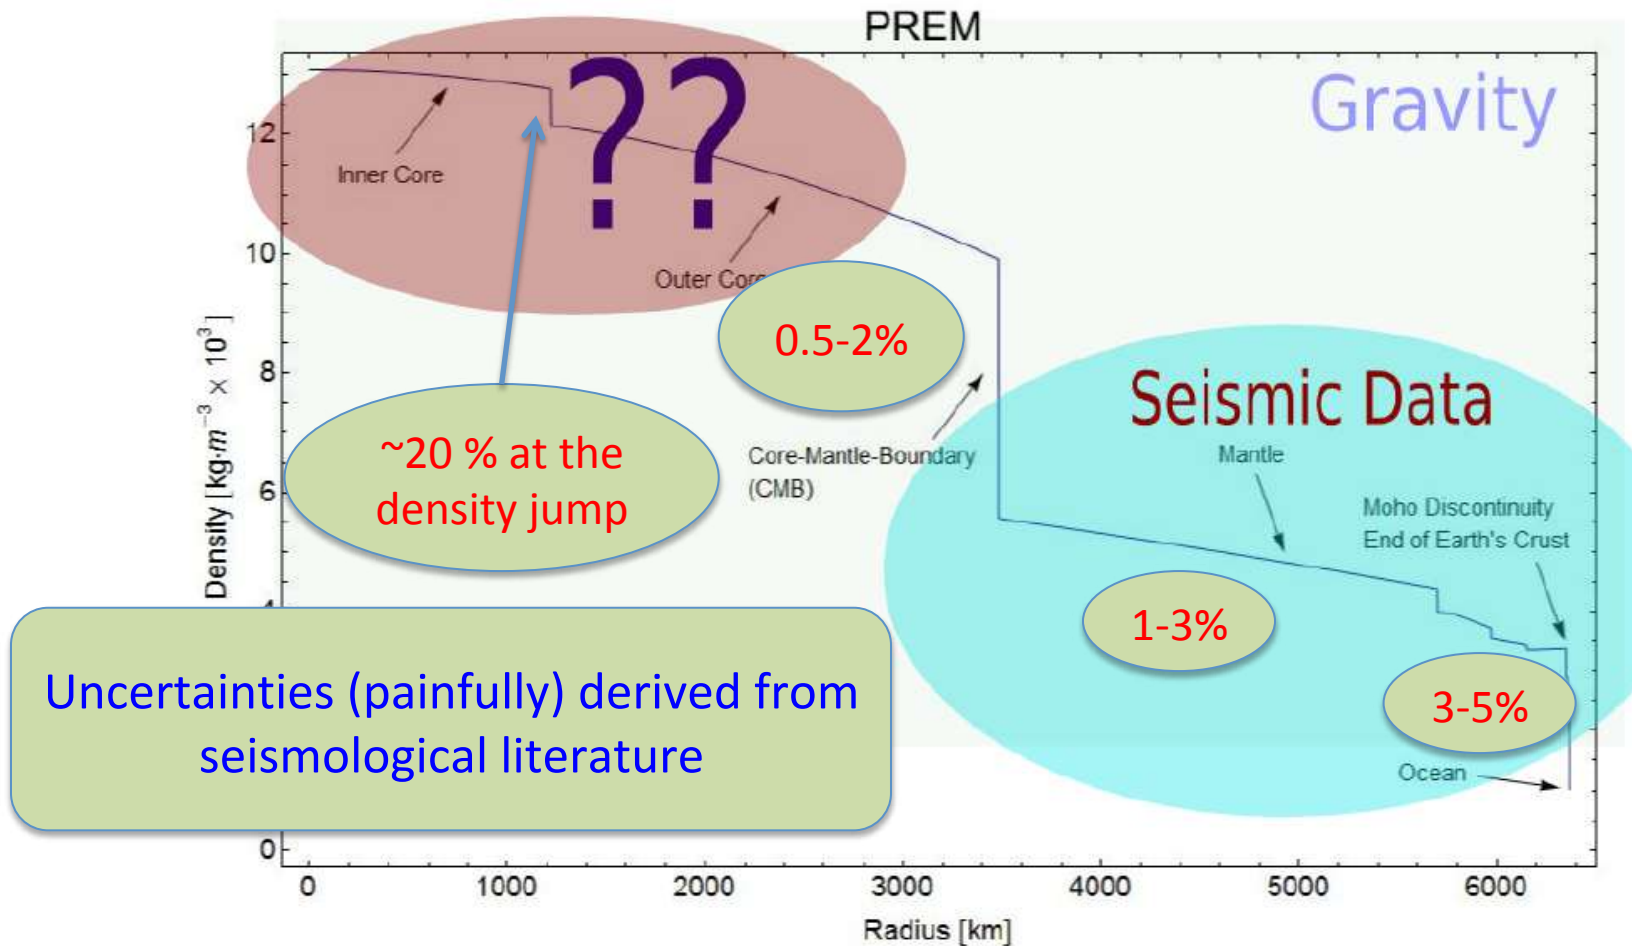 PREM
Gravity
??
12
Inner Core
10
Outer Core
0.5-2%
8
Seismic Data
~20 % at the
density jump
Core-Mantle-Boundary
(CMB)
Mantle
6
Moho Discontinuity
End of Earth's Crust
Density [kg·m⁻³ × 10³]
4
1-3%
3-5%
Uncertainties (painfully) derived from
seismological literature
Ocean
0
0 1000 2000 3000 4000 5000 6000
Radius [km]